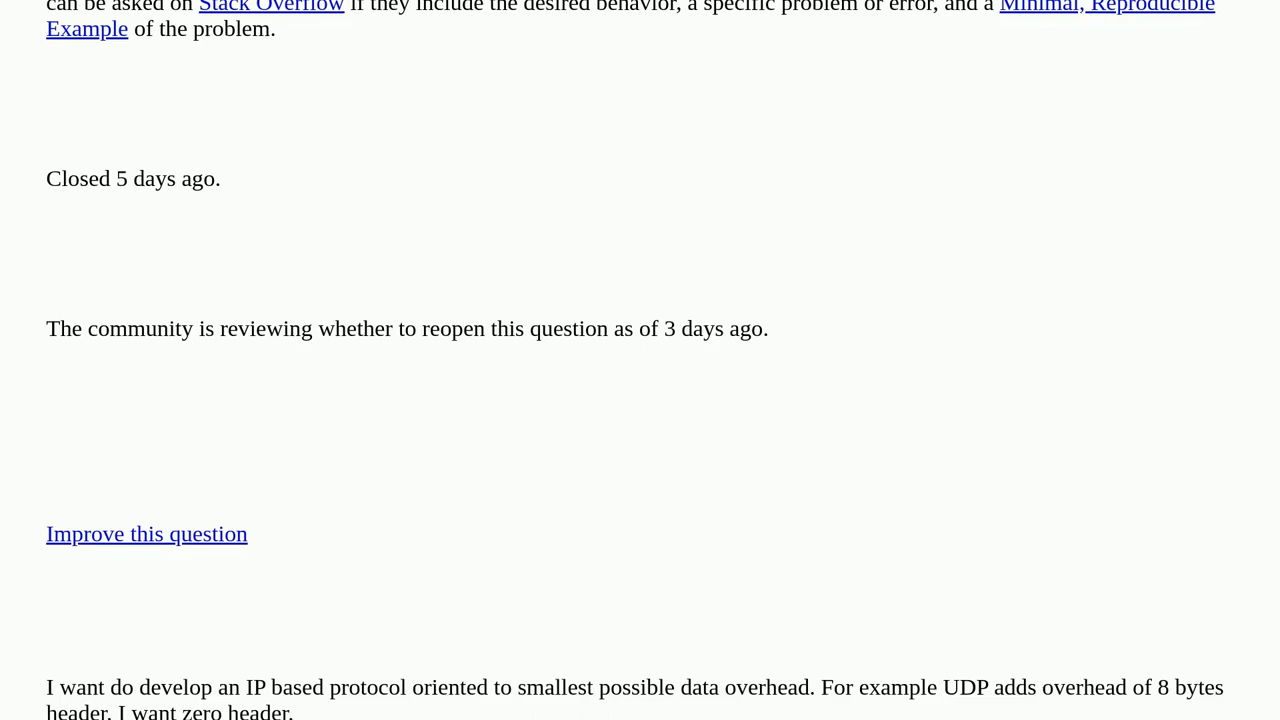 can be asked on Stack Overflow if they include the desired behavior, a specific problem or error, and a Minimal, Reproducible
Example of the problem.
Closed 5 days ago.
The community is reviewing whether to reopen this question as of 3 days ago.
Improve this question
I want do develop an IP based protocol oriented to smallest possible data overhead. For example UDP adds overhead of 8 bytes
header. I want zero header.